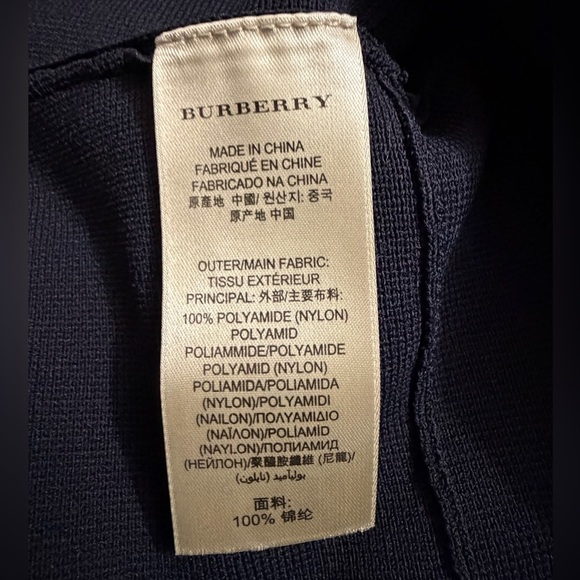 BURBERRY
MADE IN CHINA
FABRIQUÉ EN CHINE
FABRICADO NA CHINA
原產地 中國/ 원산지: 중국
原产地 中国
OUTER/MAIN FABRIC:
TISSU EXTÉRIEUR
PRINCIPAL: 外部/主要布料:
100% POLYAMIDE (NYLON)
POLYAMID
POLIAMMIDE/POLYAMIDE
POLYAMID (NYLON)
POLIAMIDA/POLIAMIDA
(NYLON)/POLYAMIDI
(NAILON)/ΠΟΛΥΑΜΙΔΙΟ
(ΝΑΪΛΟΝ)/POLİAMİD
(NAYLON)/ПОЛИАМИД
(НЕЙЛОН)/聚醯胺纖維 (尼龍)/
بولياميد (نايلون)/
面料:
100% 锦纶